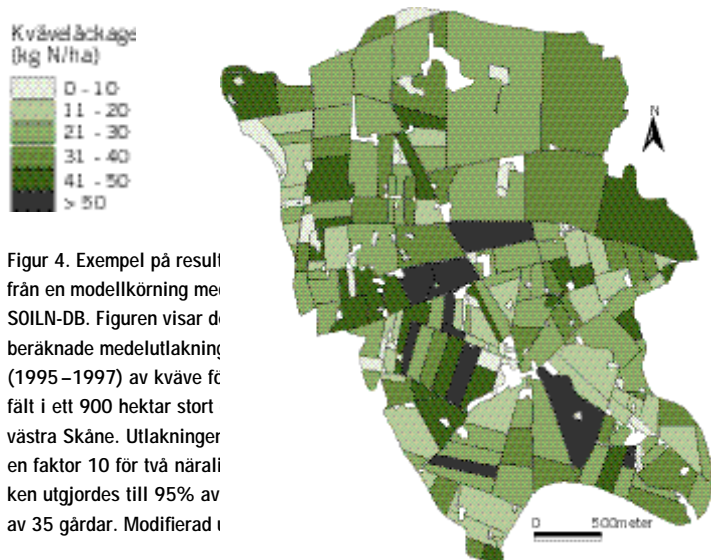 Kväveläckage
(kg N/ha)
0 - 10
11 - 20
21 - 30
31 - 40
41 - 50
> 50
N
Figur 4. Exempel på result
från en modellkörning me
SOILN-DB. Figuren visar d
beräknade medelutlakning
(1995–1997) av kväve fö
fält i ett 900 hektar stort
västra Skåne. Utlakningen
en faktor 10 för två närali
ken utgjordes till 95% av
av 35 gårdar. Modifierad
0 500meter